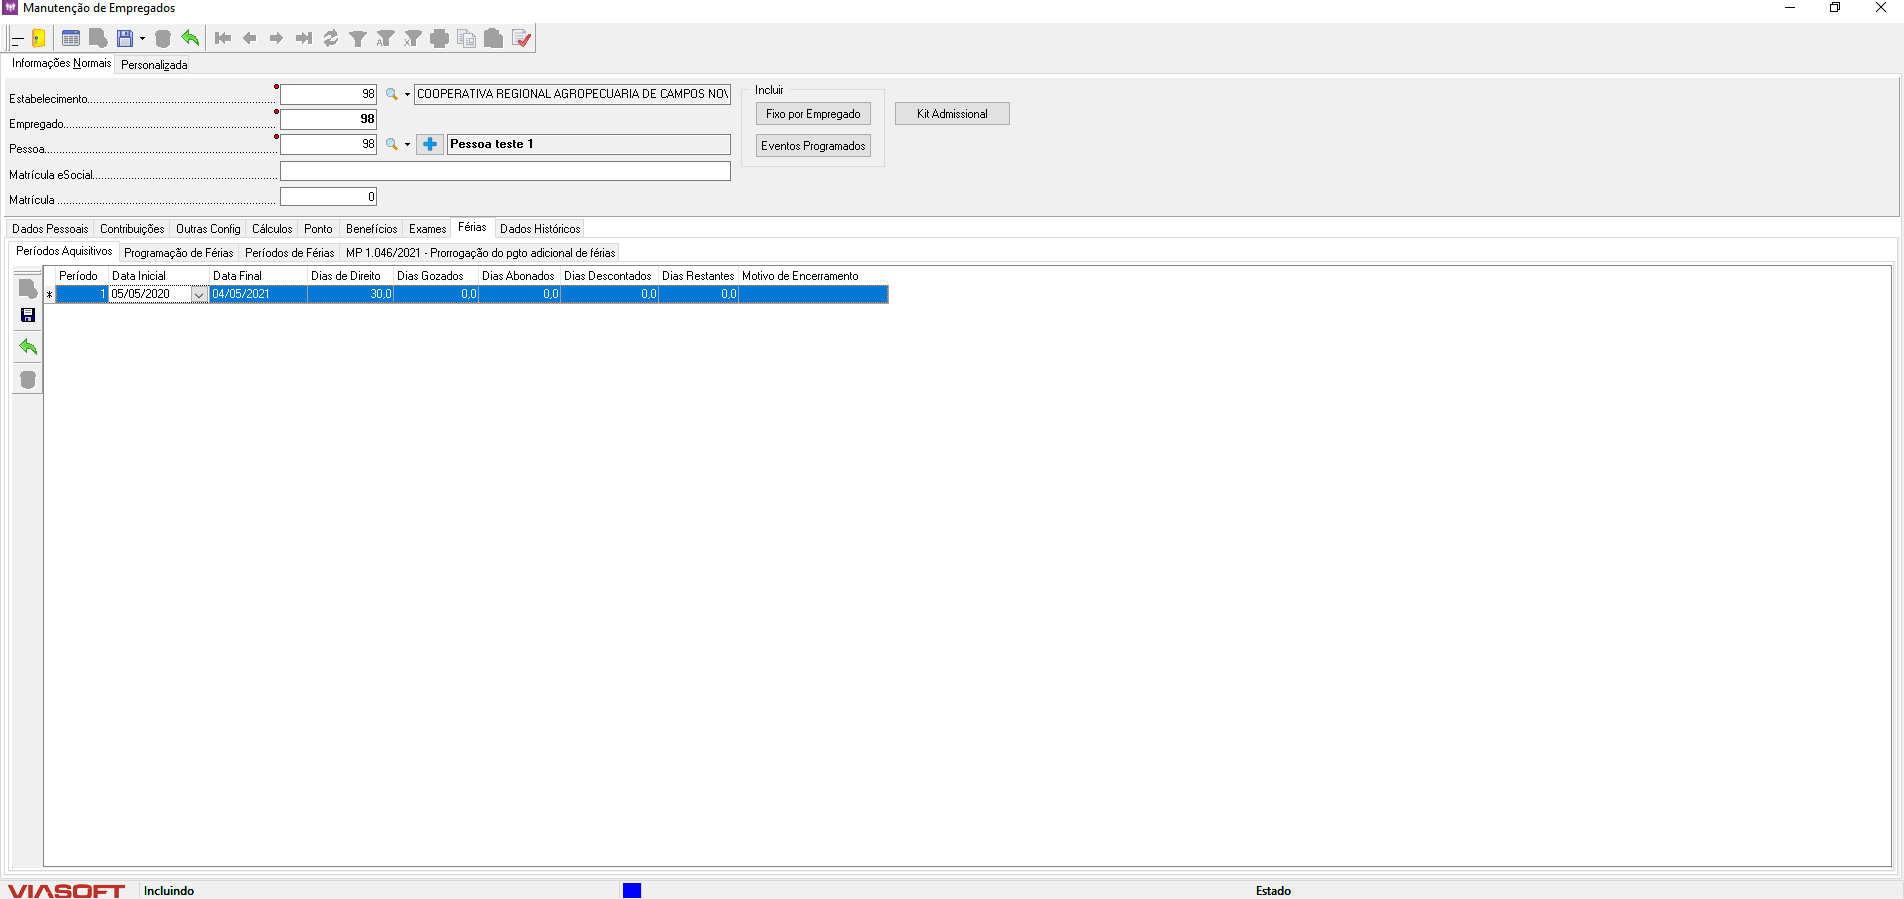 Manutenção de Empregados
Informações Normais Personalizada
Estabelecimento 98 COOPERATIVA REGIONAL AGROPECUARIA DE CAMPOS NOV
Empregado 98
Pessoa 98 Pessoa teste 1
Matrícula eSocial
Matrícula 0
Incluir
Fixo por Empregado Kit Admissional
Eventos Programados
Dados Pessoais Contribuições Outras Config Cálculos Ponto Benefícios Exames Férias Dados Históricos
Períodos Aquisitivos Programação de Férias Períodos de Férias MP 1.046/2021 - Prorrogação do pgto adicional de férias
Período Data Inicial Data Final Dias de Direito Dias Gozados Dias Abonados Dias Descontados Dias Restantes Motivo de Encerramento
* 1 05/05/2020 04/05/2021 30,0 0,0 0,0 0,0 0,0
VIASOFT Incluindo Estado